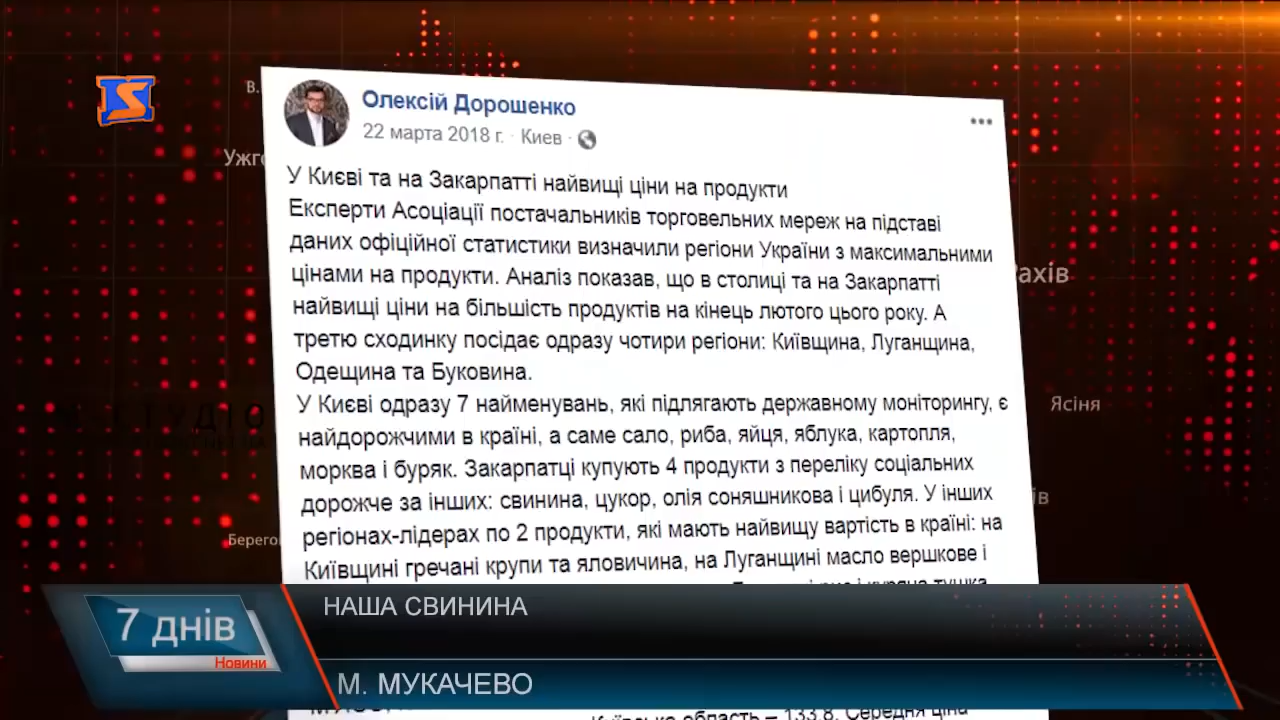 Олексій Дорошенко
22 марта 2018 г. · Киев ·
У Києві та на Закарпатті найвищі ціни на продукти
Експерти Асоціації постачальників торговельних мереж на підставі
даних офіційної статистики визначили регіони України з максимальними
цінами на продукти. Аналіз показав, що в столиці та на Закарпатті
найвищі ціни на більшість продуктів на кінець лютого цього року. А
третю сходинку посідає одразу чотири регіони: Київщина, Луганщина,
Одещина та Буковина.
У Києві одразу 7 найменувань, які підлягають державному моніторингу, є
найдорожчими в країні, а саме сало, риба, яйця, яблука, картопля,
морква і буряк. Закарпатці купують 4 продукти з переліку соціальних
дорожче за інших: свинина, цукор, олія соняшникова і цибуля. У інших
регіонах-лідерах по 2 продукти, які мають найвищу вартість в країні: на
Київщині гречані крупи та яловичина, на Луганщині масло вершкове і
Ясіня
7 днів
Новини
НАША СВИНИНА
М. МУКАЧЕВО